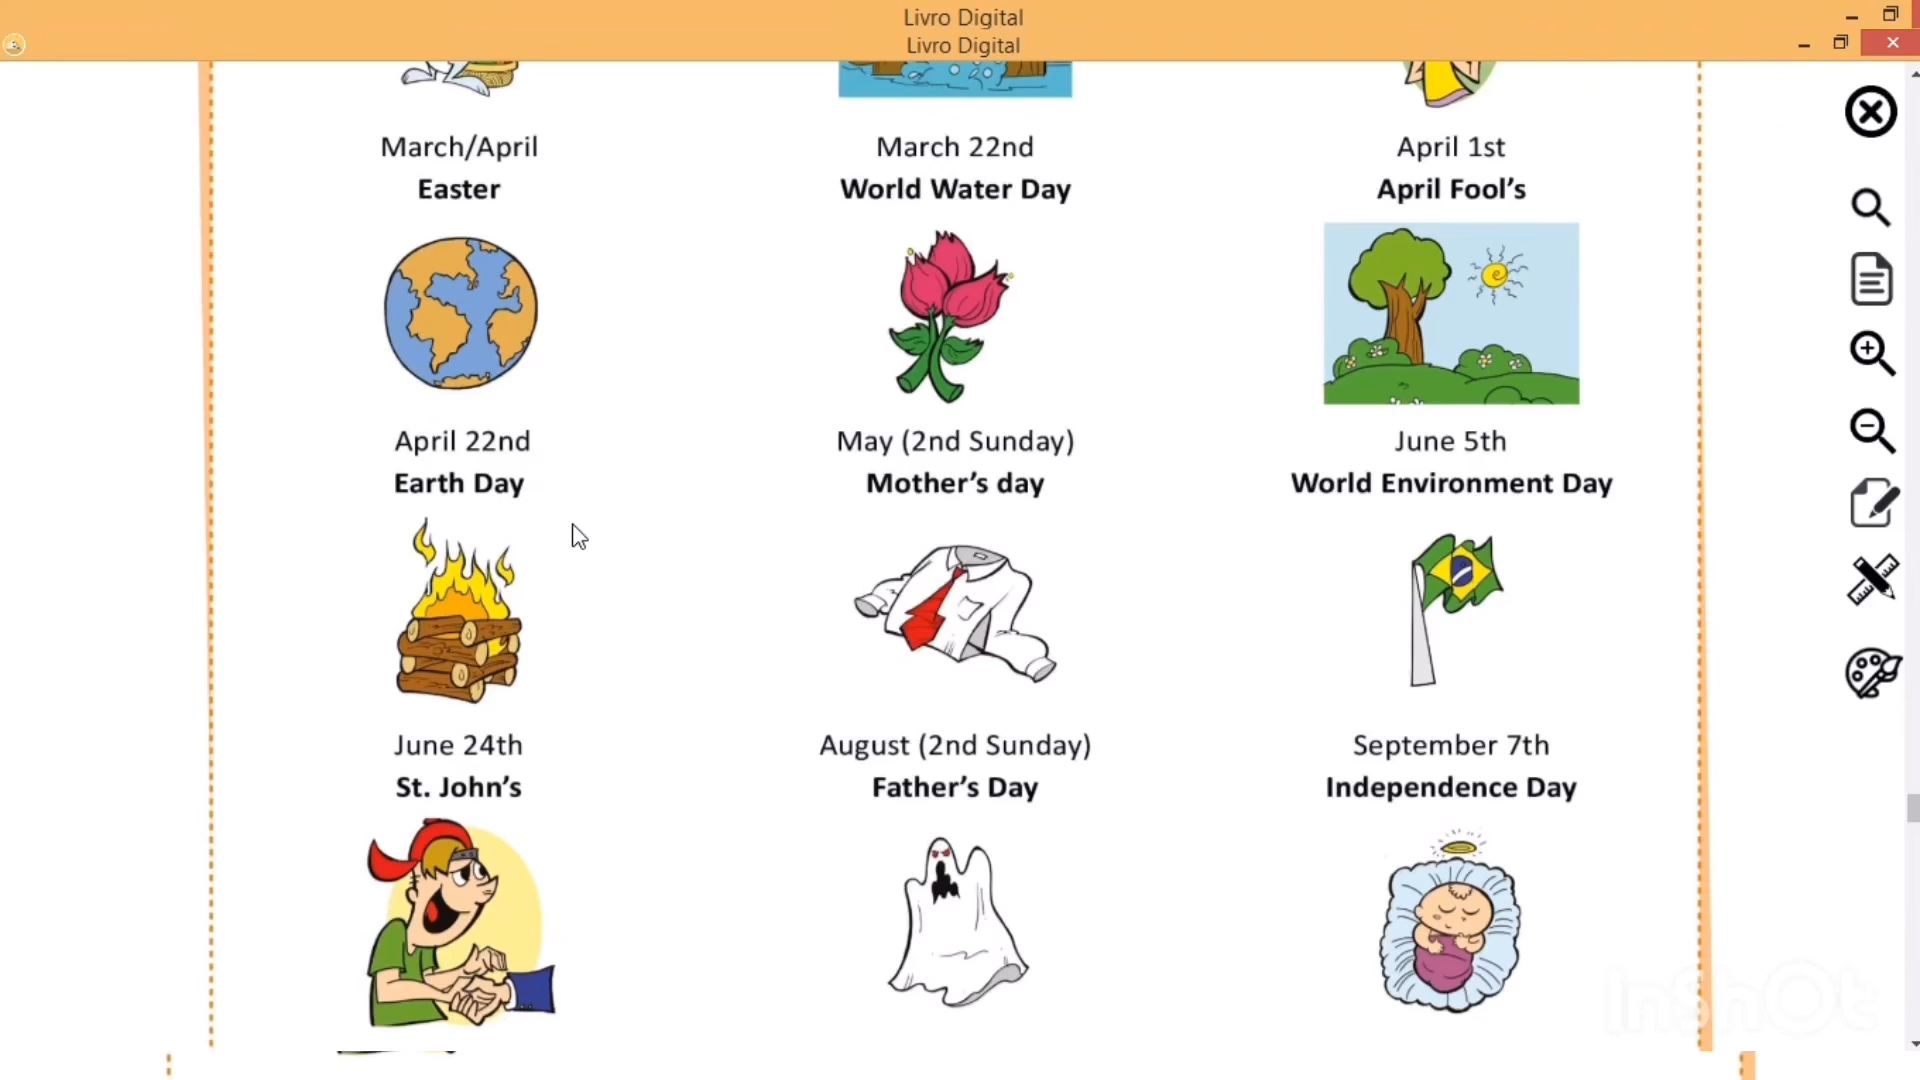 Livro Digital
Livro Digital
March/April
Easter
March 22nd
World Water Day
April 1st
April Fool's
April 22nd
Earth Day
May (2nd Sunday)
Mother's day
June 5th
World Environment Day
June 24th
St. John's
August (2nd Sunday)
Father's Day
September 7th
Independence Day
InShOt